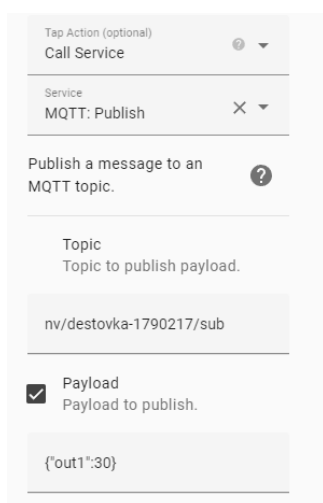 Tap Action (optional)
Call Service
Service
MQTT: Publish
Publish a message to an
MQTT topic.
Topic
Topic to publish payload.
nv/destovka-1790217/sub
Payload
Payload to publish.
{"out1":30}